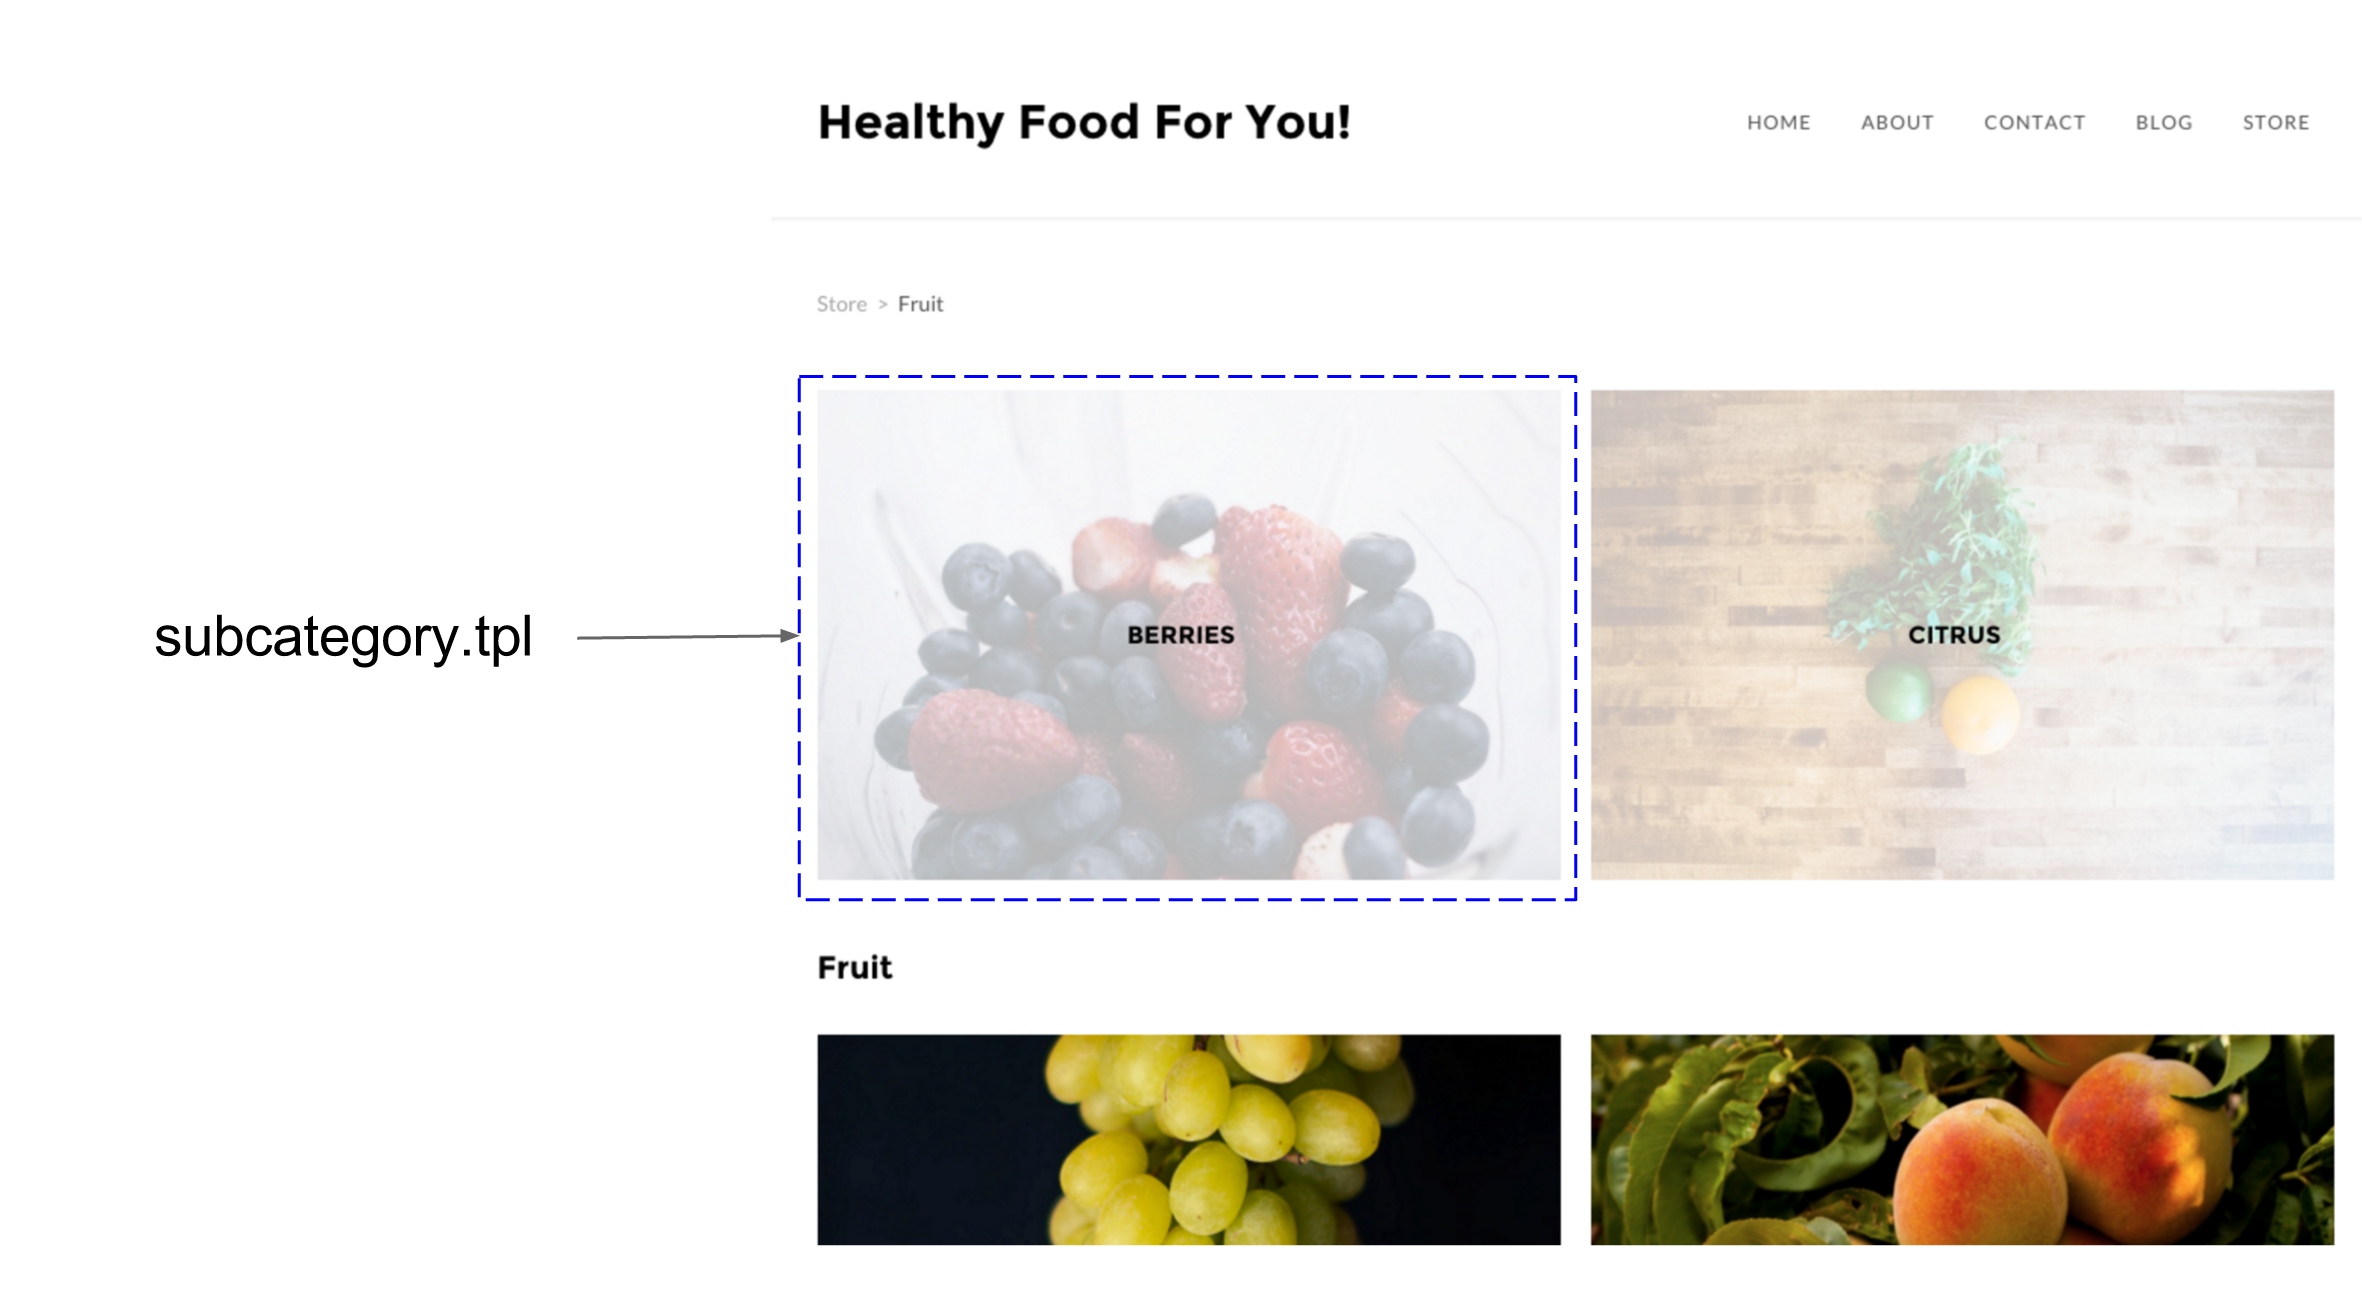 Healthy Food For You!
HOME ABOUT CONTACT BLOG STORE
Store > Fruit
subcategory.tpl
BERRIES
CITRUS
Fruit